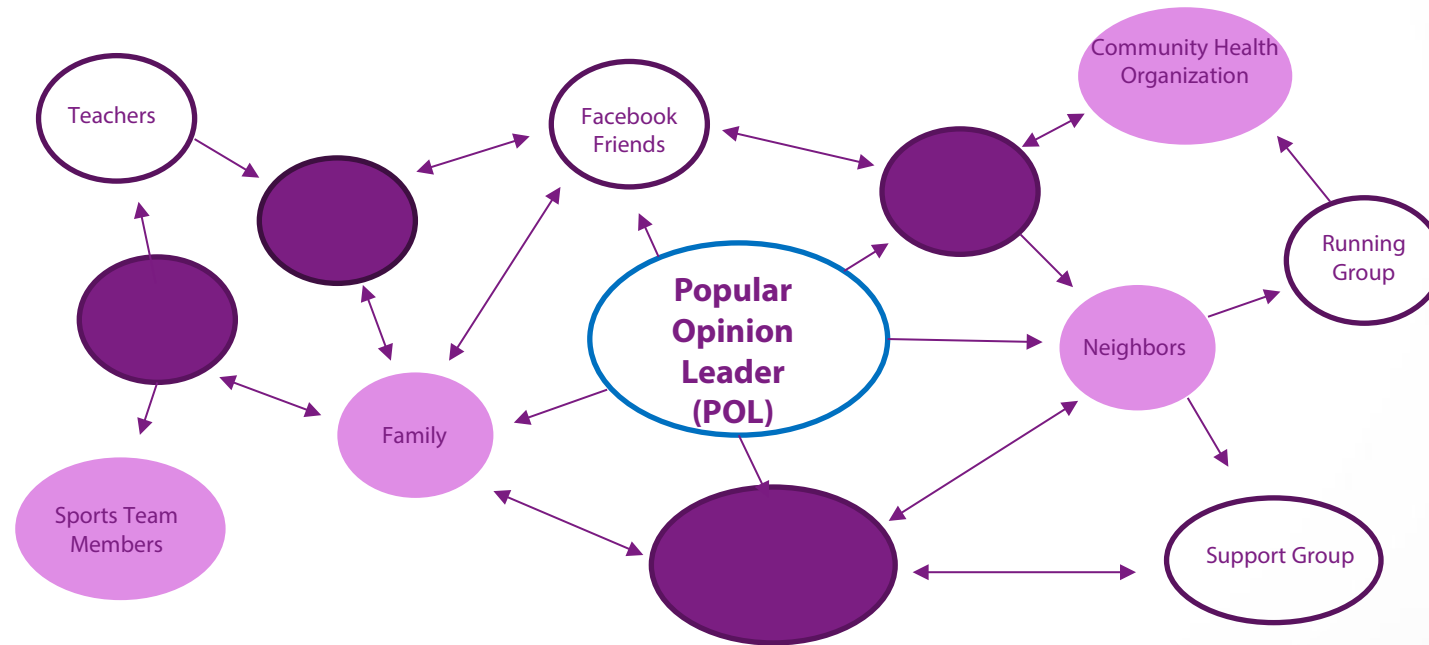 Community Health
Organization
Teachers
Facebook
Friends
Running
Group
Popular
Opinion
Leader
(POL)
Neighbors
Family
Sports Team
Members
Support Group